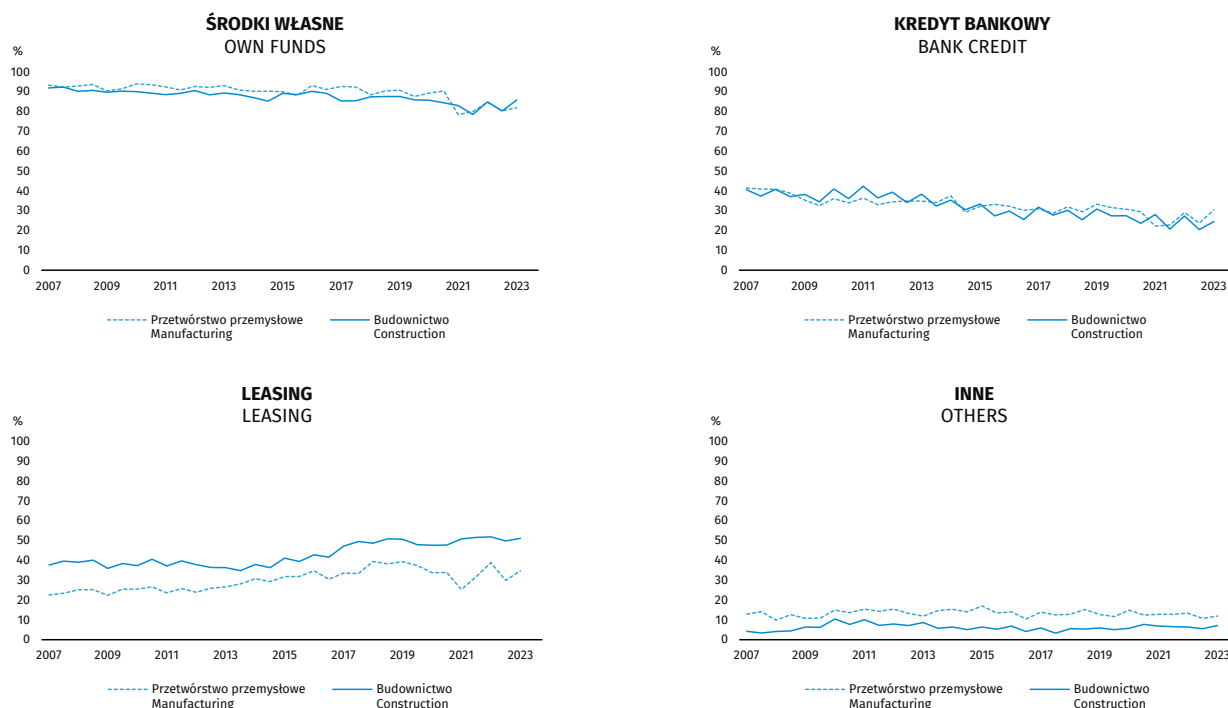 ŚRODKI WŁASNE
OWN FUNDS
%
100
90
80
70
60
50
40
30
20
10
0
2007 2009 2011 2013 2015 2017 2019 2021 2023
Przetwórstwo przemysłowe
Manufacturing
Budownictwo
Construction
KREDYT BANKOWY
BANK CREDIT
%
100
90
80
70
60
50
40
30
20
10
0
2007 2009 2011 2013 2015 2017 2019 2021 2023
Przetwórstwo przemysłowe
Manufacturing
Budownictwo
Construction
LEASING
LEASING
%
100
90
80
70
60
50
40
30
20
10
0
2007 2009 2011 2013 2015 2017 2019 2021 2023
Przetwórstwo przemysłowe
Manufacturing
Budownictwo
Construction
INNE
OTHERS
%
100
90
80
70
60
50
40
30
20
10
0
2007 2009 2011 2013 2015 2017 2019 2021 2023
Przetwórstwo przemysłowe
Manufacturing
Budownictwo
Construction